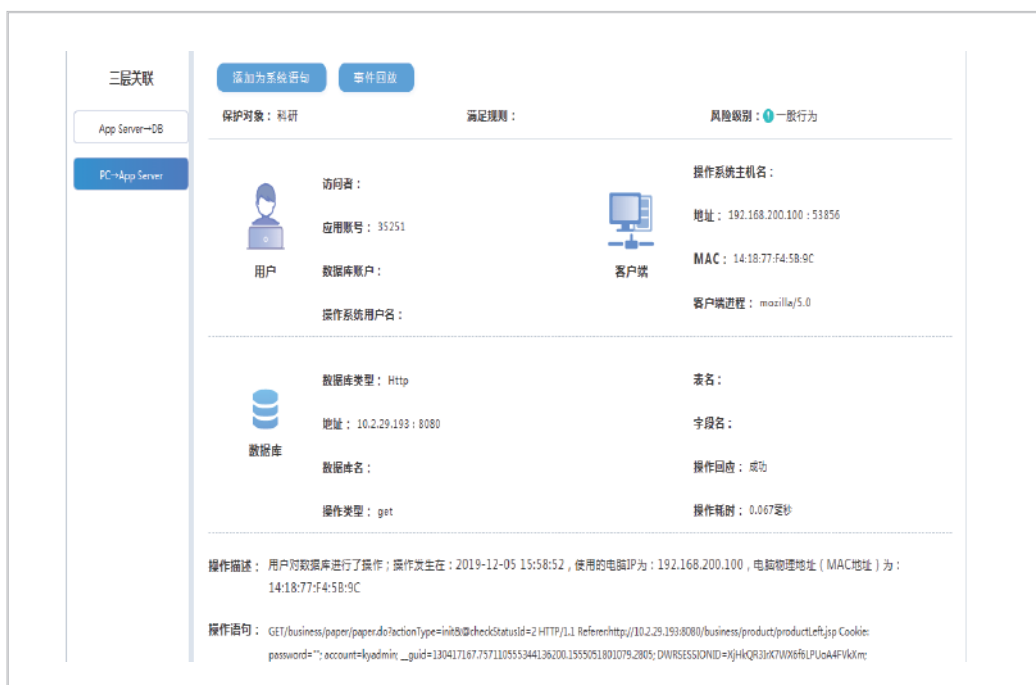 三层关联
添加为系统语句 事件回放
App Server→DB
PC→App Server
保护对象：科研 满足规则： 风险级别：一般行为
用户
访问者：
应用账号：35251
数据库账户：
操作系统用户名：
客户端
操作系统主机名：
地址：192.168.200.100：53856
MAC：14:18:77:F4:5B:9C
客户端进程：mozilla/5.0
数据库
数据库类型：Http
地址：10.2.29.193：8080
数据库名：
操作类型：get
表名：
字段名：
操作回应：成功
操作耗时：0.067毫秒
操作描述：用户对数据库进行了操作；操作发生在：2019-12-05 15:58:52，使用的电脑IP为：192.168.200.100，电脑物理地址（MAC地址）为：
14:18:77:F4:5B:9C
操作语句：GET/business/paper/paper.do?actionType=init&@checkStatusId=2 HTTP/1.1 Referer:http://10.2.29.193:8080/business/product/productLeft.jsp Cookie:
password=""; account=kyadmin; __guid=130417167.757110555344136200.1555051801079.2805;